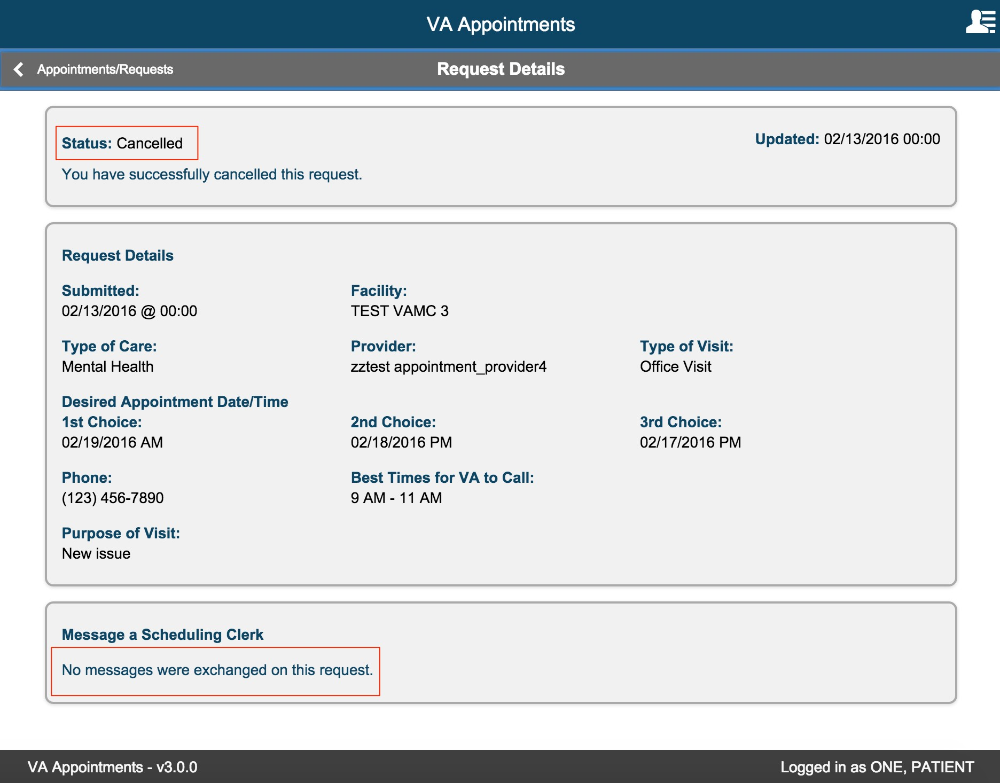 VA Appointments
Appointments/Requests
Request Details
Status: Cancelled
Updated: 02/13/2016 00:00
You have successfully cancelled this request.
Request Details
Submitted:
02/13/2016 @ 00:00
Facility:
TEST VAMC 3
Type of Care:
Mental Health
Provider:
zztest appointment_provider4
Type of Visit:
Office Visit
Desired Appointment Date/Time
1st Choice:
02/19/2016 AM
2nd Choice:
02/18/2016 PM
3rd Choice:
02/17/2016 PM
Phone:
(123) 456-7890
Best Times for VA to Call:
9 AM - 11 AM
Purpose of Visit:
New issue
Message a Scheduling Clerk
No messages were exchanged on this request.
VA Appointments - v3.0.0
Logged in as ONE, PATIENT